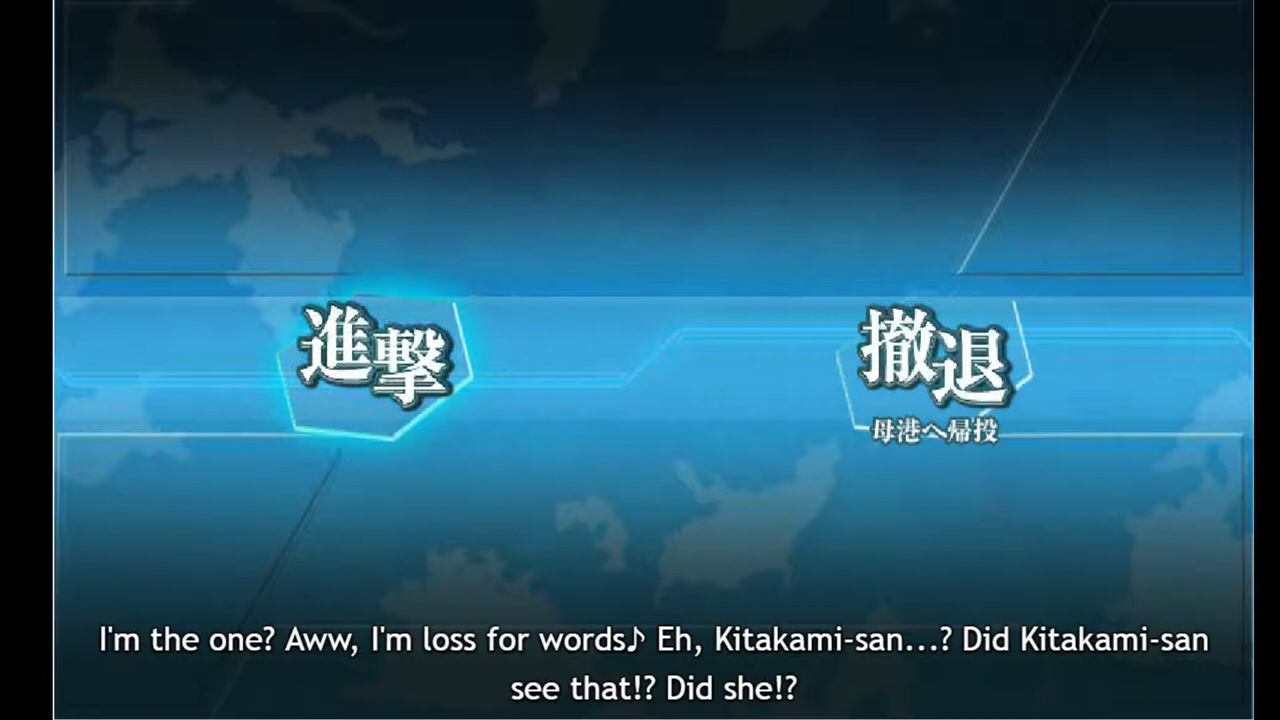 進撃
撤退
母港へ帰投
I'm the one? Aww, I'm loss for words♪ Eh, Kitakami-san...? Did Kitakami-san
see that!? Did she!?